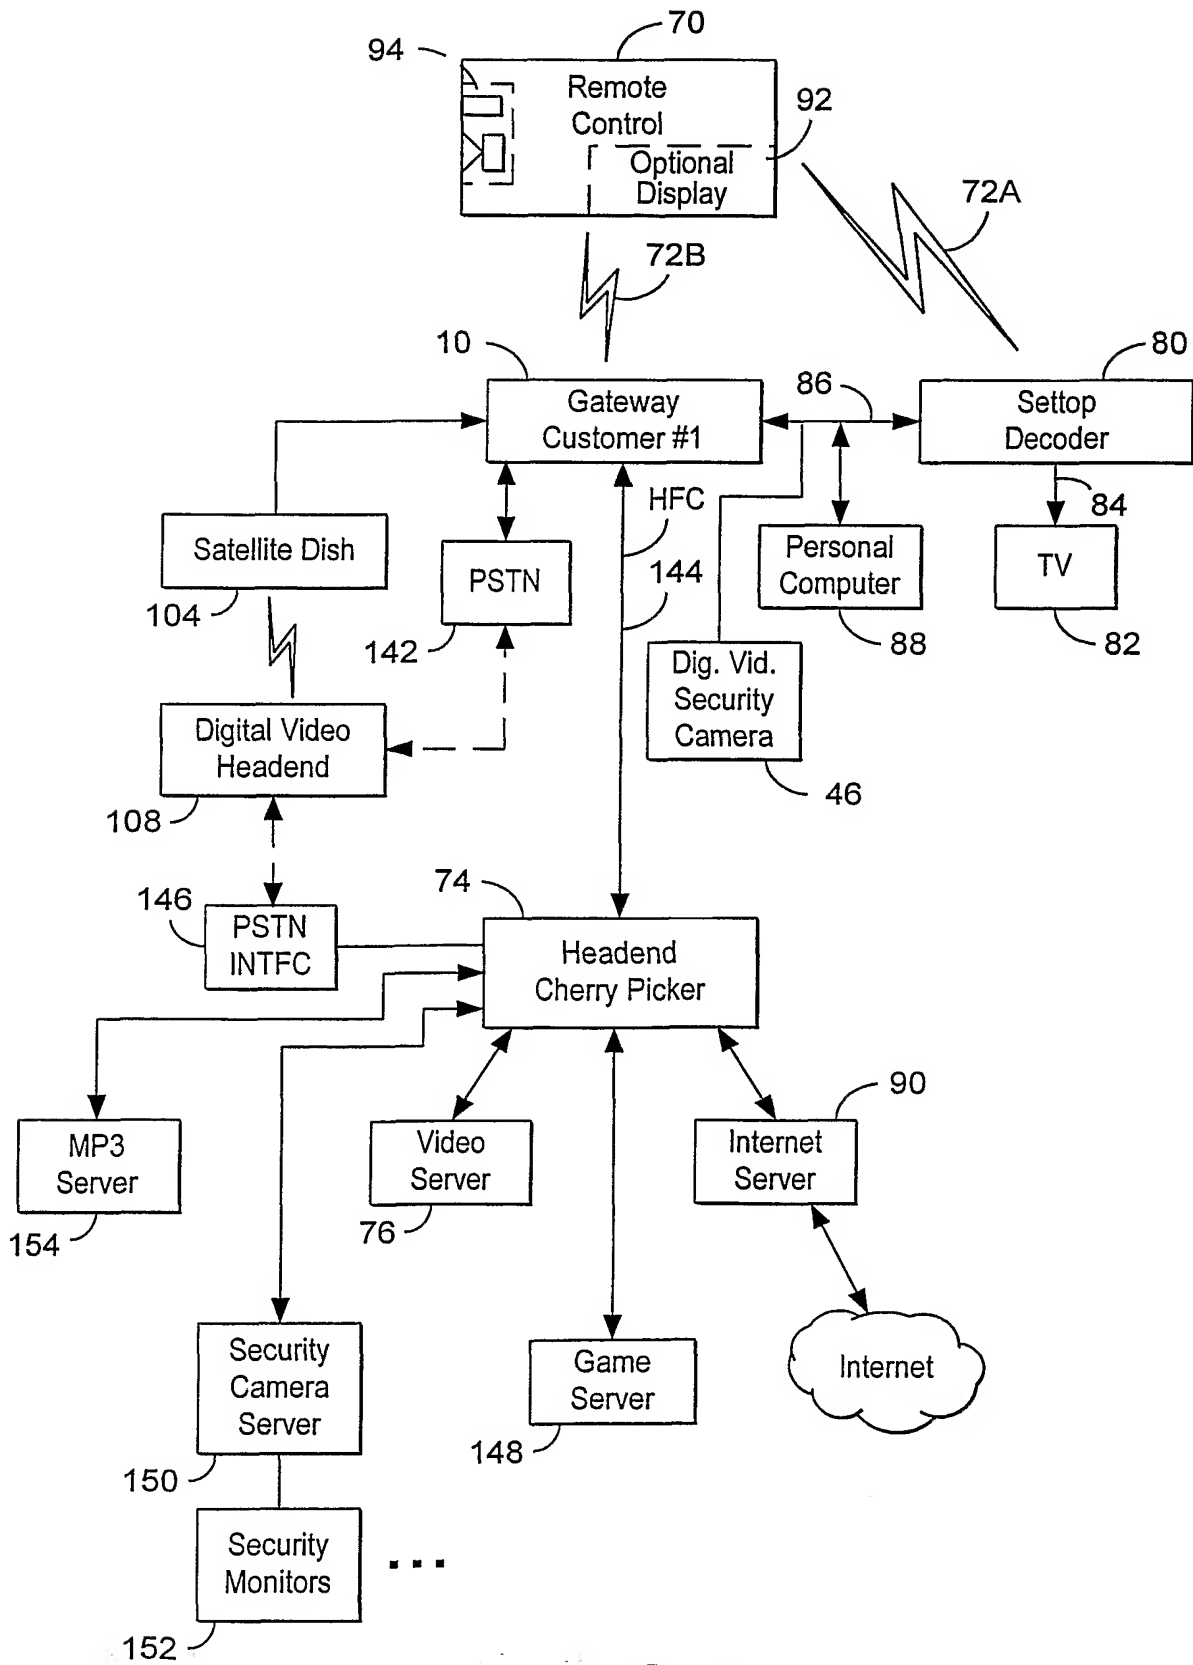 70
94
Remote
Control
92
Optional
Display
72A
72B
10
86
80
Gateway
Customer #1
Settop
Decoder
HFC
84
Satellite Dish
PSTN
144
Personal
Computer
TV
104
142
88
82
Dig. Vid.
Security
Camera
Digital Video
Headend
46
108
74
146
PSTN
INTFC
Headend
Cherry Picker
90
MP3
Server
Video
Server
Internet
Server
154
76
Security
Camera
Server
Game
Server
Internet
150
148
Security
Monitors
...
152